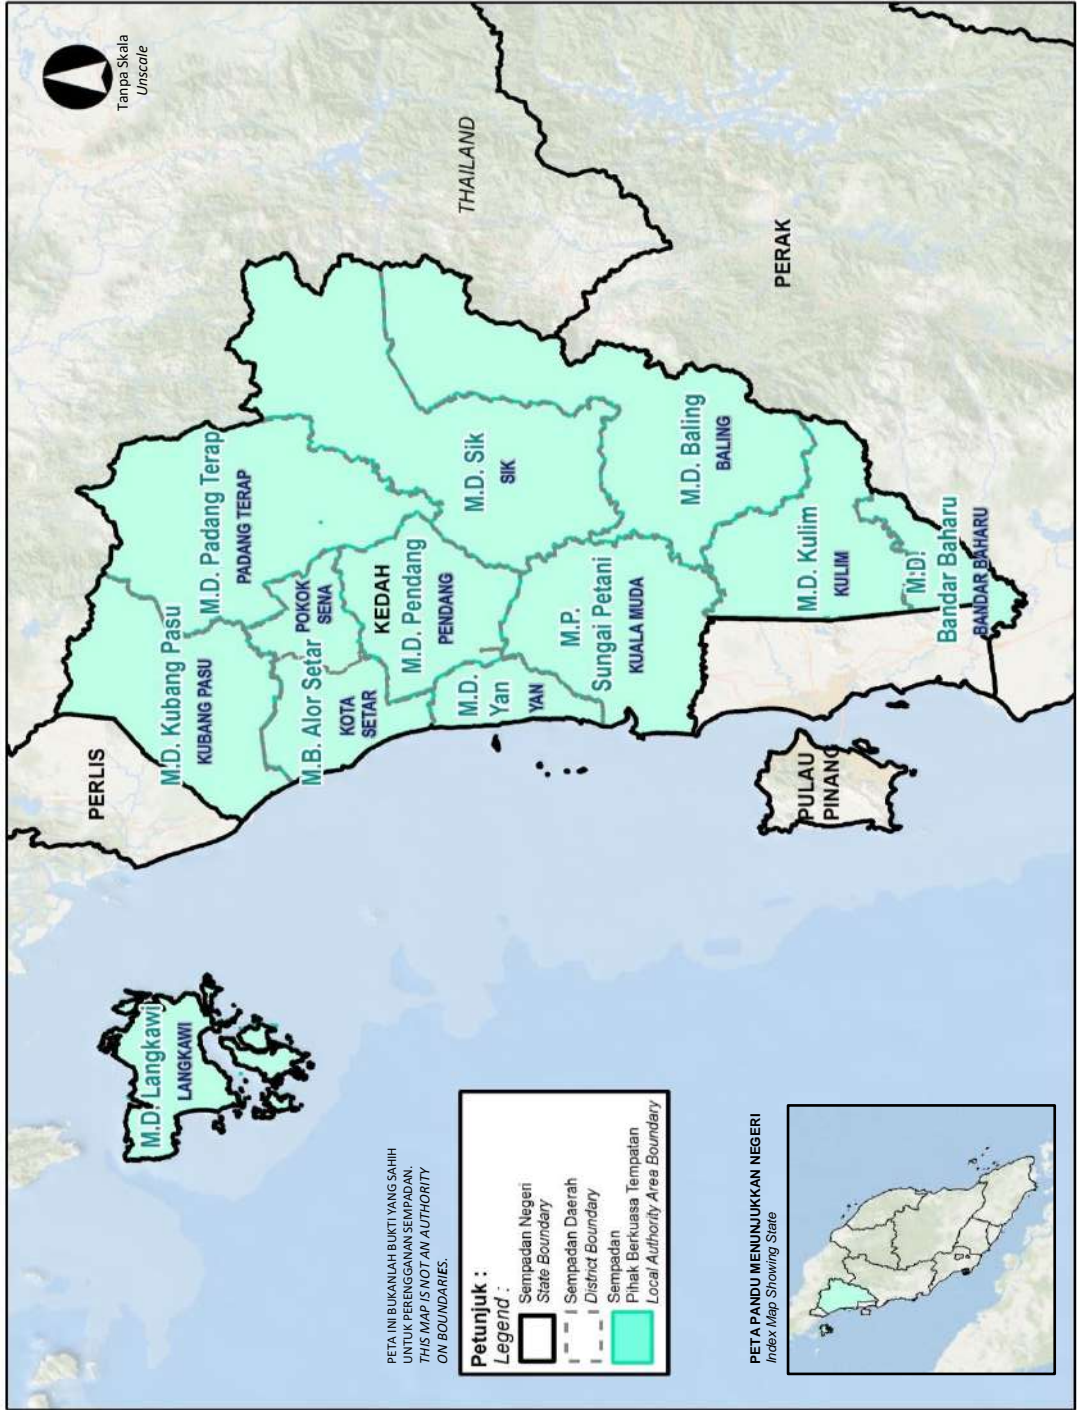 Tanpa Skala
Unscale
THAILAND
PERAK
PERLIS
M.D. Kubang Pasu
KUBANG PASU
M.D. Padang Terap
PADANG TERAP
M.B. Alor Setar
KOTA
SETAR
POKOK
SENA
KEDAH
M.D. Pendang
PENDANG
M.D. Sik
SIK
M.D.
Yan
YAN
M.P.
Sungai Petani
KUALA MUDA
M.D. Baling
BALING
M.D. Kulim
KULIM
M.D.
Bandar Baharu
BANDAR BAHARU
PULAU
PINANG
M.D. Langkawi
LANGKAWI
PETA INI BUKANLAH BUKTI YANG SAHIH
UNTUK PERENGGANAN SEMPADAN.
THIS MAP IS NOT AN AUTHORITY
ON BOUNDARIES.
Petunjuk :
Legend :
Sempadan Negeri
State Boundary
Sempadan Daerah
District Boundary
Sempadan
Pihak Berkuasa Tempatan
Local Authority Area Boundary
PETA PANDU MENUNJUKKAN NEGERI
Index Map Showing State